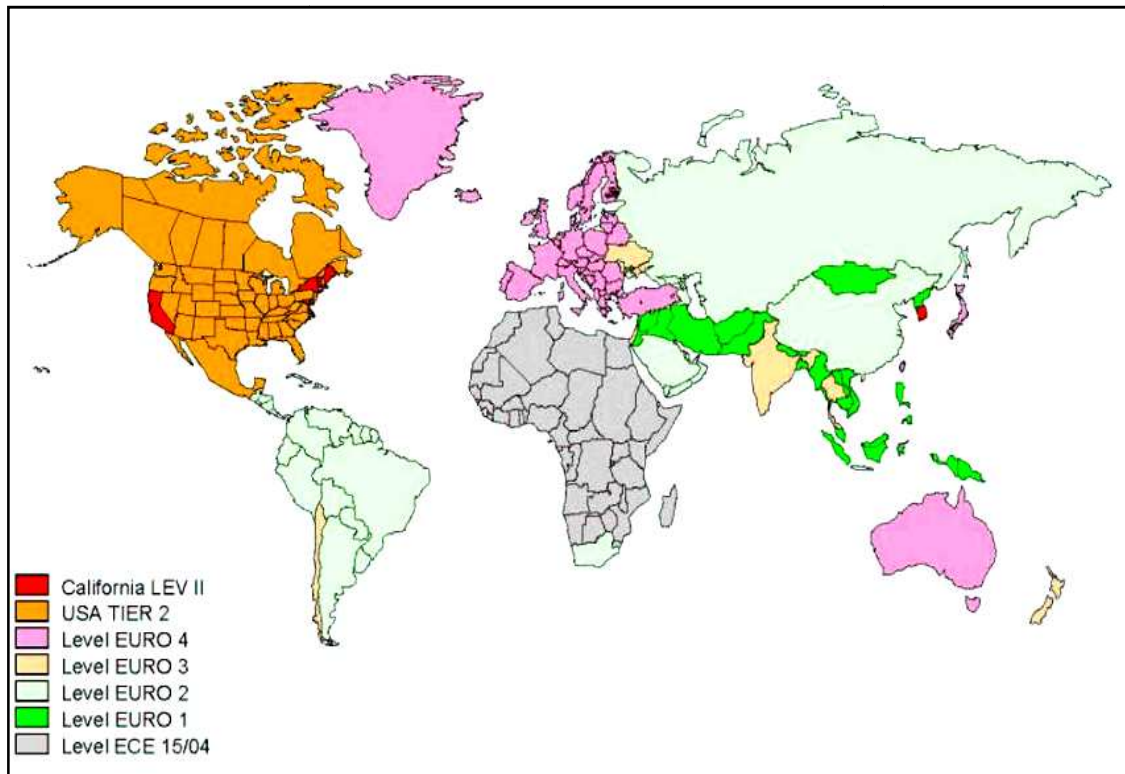 California LEV II
USA TIER 2
Level EURO 4
Level EURO 3
Level EURO 2
Level EURO 1
Level ECE 15/04